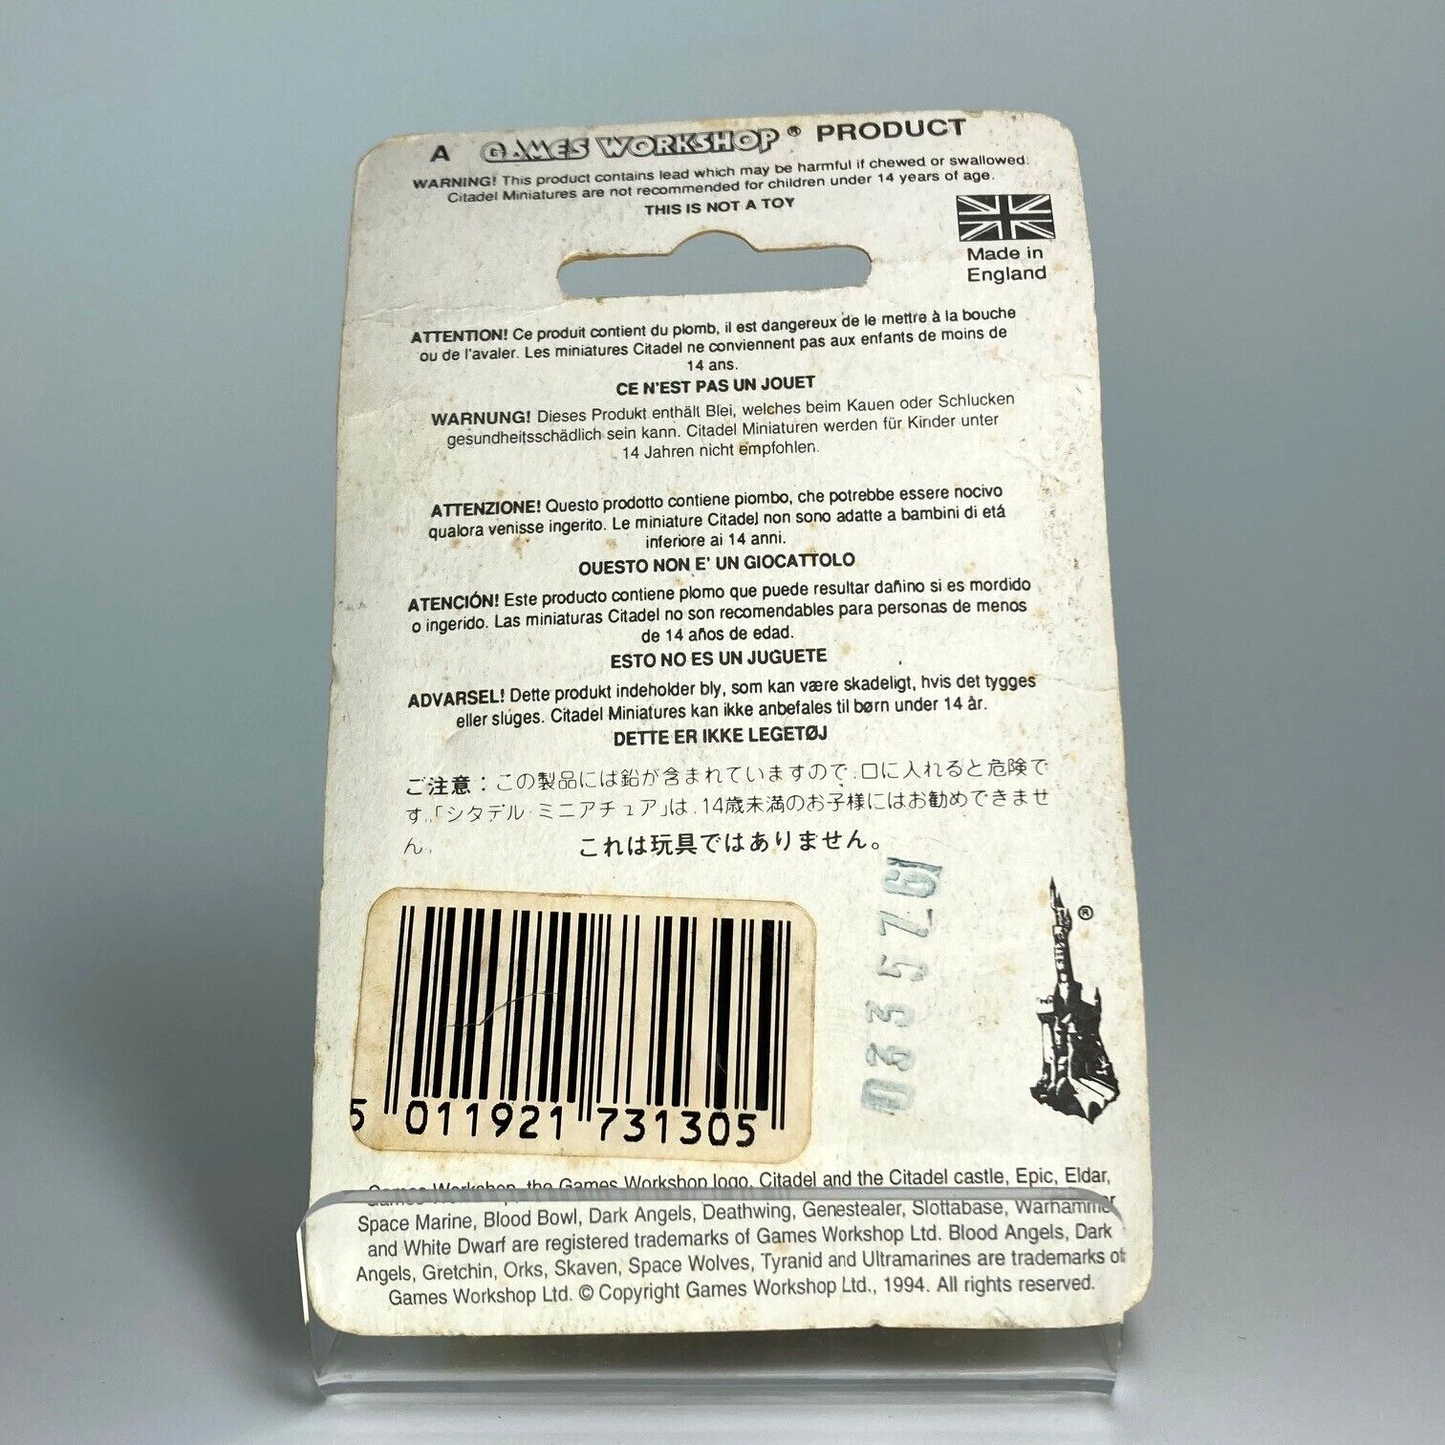 A GAMES WORKSHOP ® PRODUCT
WARNING! This product contains lead which may be harmful if chewed or swallowed.
Citadel Miniatures are not recommended for children under 14 years of age.
THIS IS NOT A TOY
Made in
England
ATTENTION! Ce produit contient du plomb, il est dangereux de le mettre à la bouche
ou de l'avaler. Les miniatures Citadel ne conviennent pas aux enfants de moins de
14 ans.
CE N'EST PAS UN JOUET
WARNUNG! Dieses Produkt enthält Blei, welches beim Kauen oder Schlucken
gesundheitsschädlich sein kann. Citadel Miniaturen werden für Kinder unter
14 Jahren nicht empfohlen.
ATTENZIONE! Questo prodotto contiene piombo, che potrebbe essere nocivo
qualora venisse ingerito. Le miniature Citadel non sono adatte a bambini di etá
inferiore ai 14 anni.
OUESTO NON E' UN GIOCATTOLO
ATENCIÓN! Este producto contiene plomo que puede resultar dañino si es mordido
o ingerido. Las miniaturas Citadel no son recomendables para personas de menos
de 14 años de edad.
ESTO NO ES UN JUGUETE
ADVARSEL! Dette produkt indeholder bly, som kan være skadeligt, hvis det tygges
eller sluges. Citadel Miniatures kan ikke anbefales til børn under 14 år.
DETTE ER IKKE LEGETØJ
ご注意：この製品には鉛が含まれていますので、口に入れると危険で
す。「シタデル・ミニアチュア」は、14歳未満のお子様にはお勧めできませ
ん。
これは玩具ではありません。
®
5 011921 731305
Games Workshop, the Games Workshop logo, Citadel and the Citadel castle, Epic, Eldar,
Space Marine, Blood Bowl, Dark Angels, Deathwing, Genestealer, Slottabase, Warhammer
and White Dwarf are registered trademarks of Games Workshop Ltd. Blood Angels, Dark
Angels, Gretchin, Orks, Skaven, Space Wolves, Tyranid and Ultramarines are trademarks of
Games Workshop Ltd. © Copyright Games Workshop Ltd., 1994. All rights reserved.